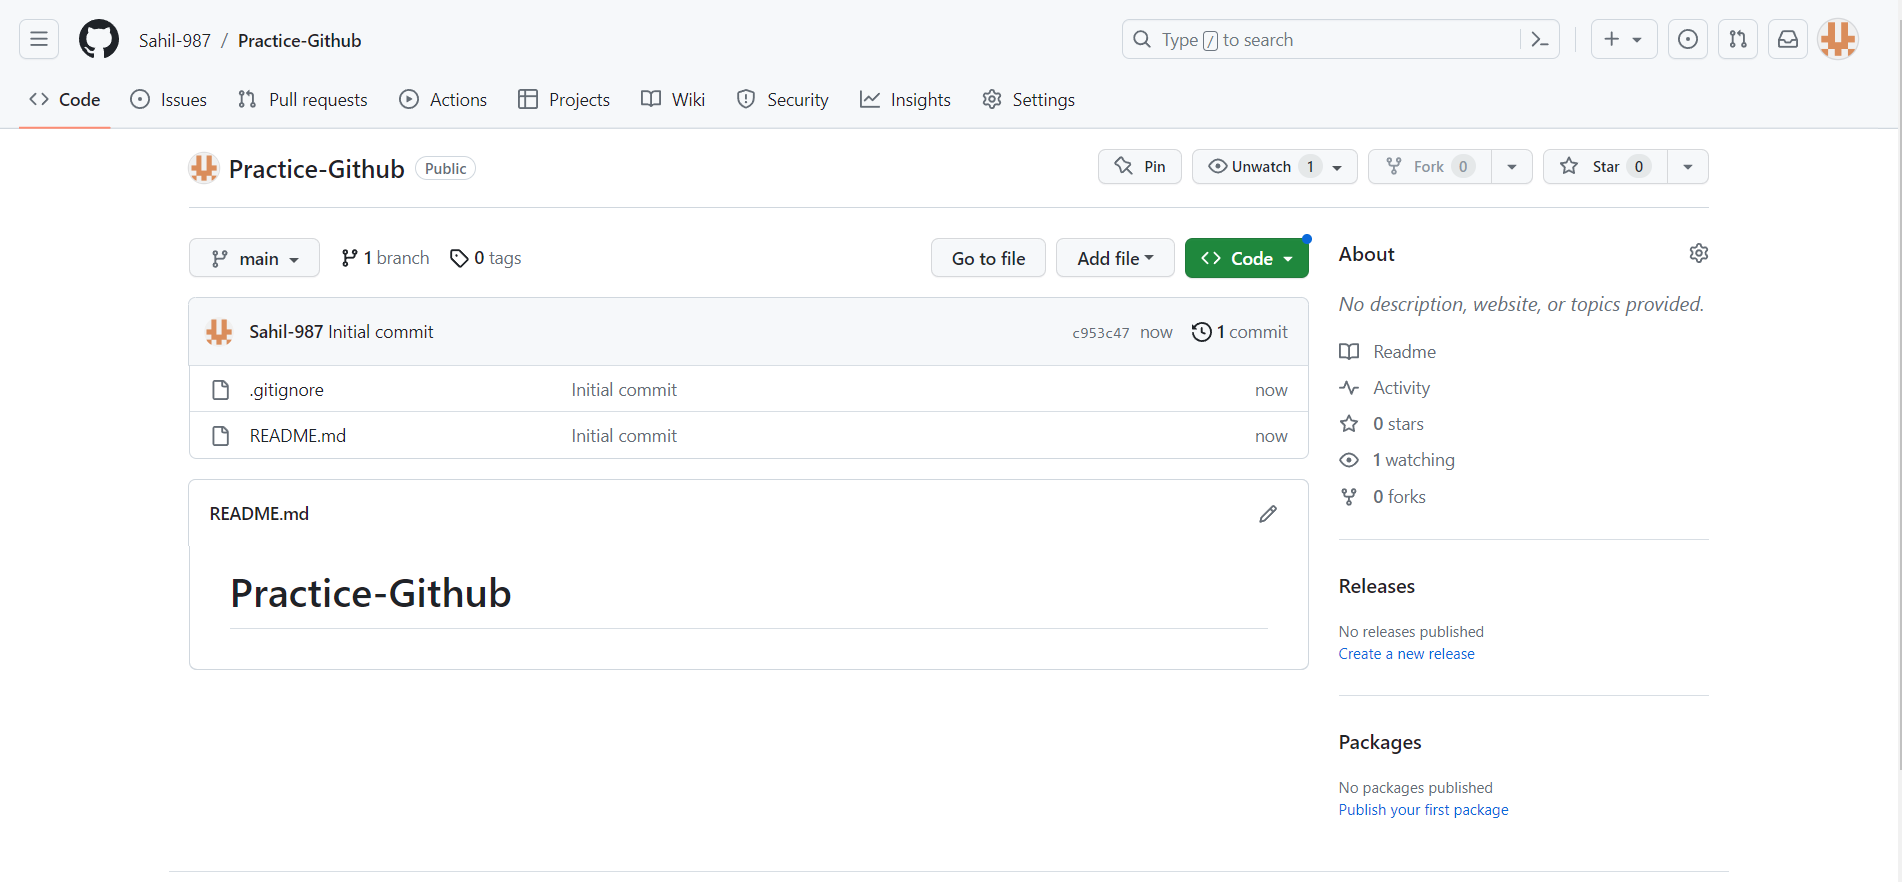 Sahil-987 / Practice-Github
Type / to search
Code Issues Pull requests Actions Projects Wiki Security Insights Settings
Practice-Github Public
Pin Unwatch 1 Fork 0 Star 0
main 1 branch 0 tags Go to file Add file Code
Sahil-987 Initial commit c953c47 now 1 commit
.gitignore Initial commit now
README.md Initial commit now
README.md
Practice-Github
About
No description, website, or topics provided.
Readme
Activity
0 stars
1 watching
0 forks
Releases
No releases published
Create a new release
Packages
No packages published
Publish your first package